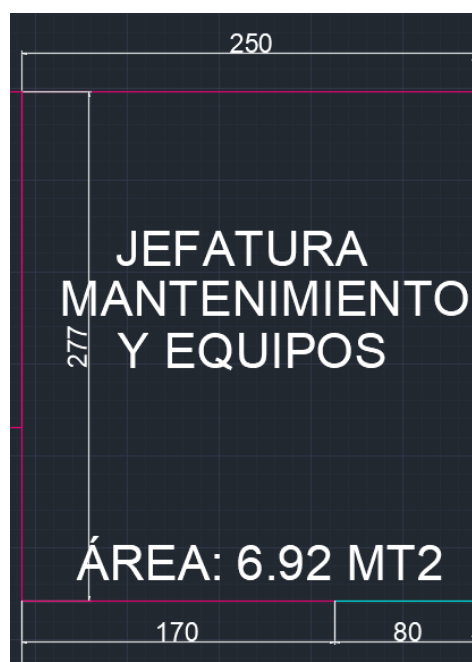 250
JEFATURA
MANTENIMIENTO
Y EQUIPOS
277
ÁREA: 6.92 MT2
170
80